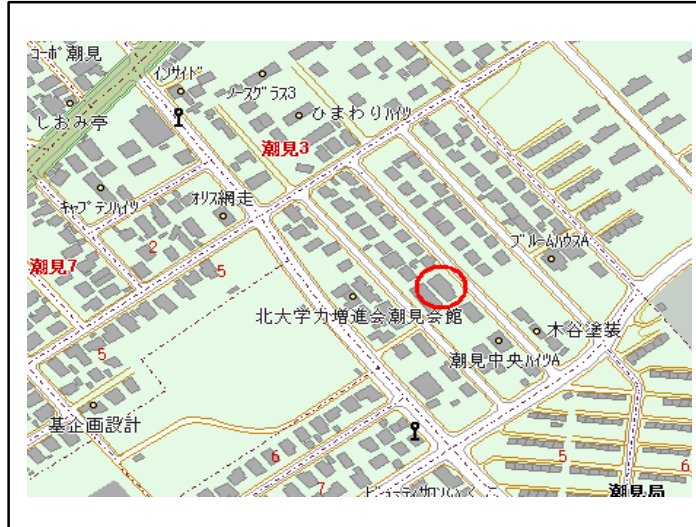 コーポ潮見
インサイド
ノースグラス3
しおみ亭
ひまわりハイツ
潮見3
キャプテンハイツ
オリス網走
2
5
ブルームハウスA
潮見7
北大学力増進会潮見会館
木谷塗装
潮見中央ハイツA
5
基企画設計
6
5
6
7
潮見局